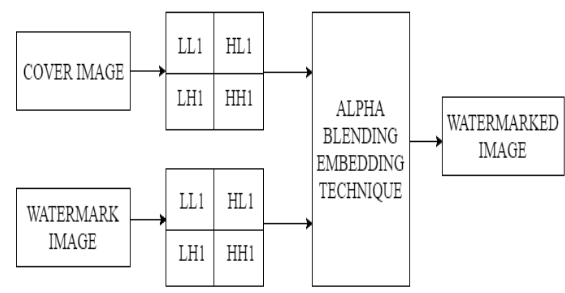 COVER IMAGE
LL1 HL1
LH1 HH1
WATERMARK
IMAGE
LL1 HL1
LH1 HH1
ALPHA
BLENDING
EMBEDDING
TECHNIQUE
WATERMARKED
IMAGE